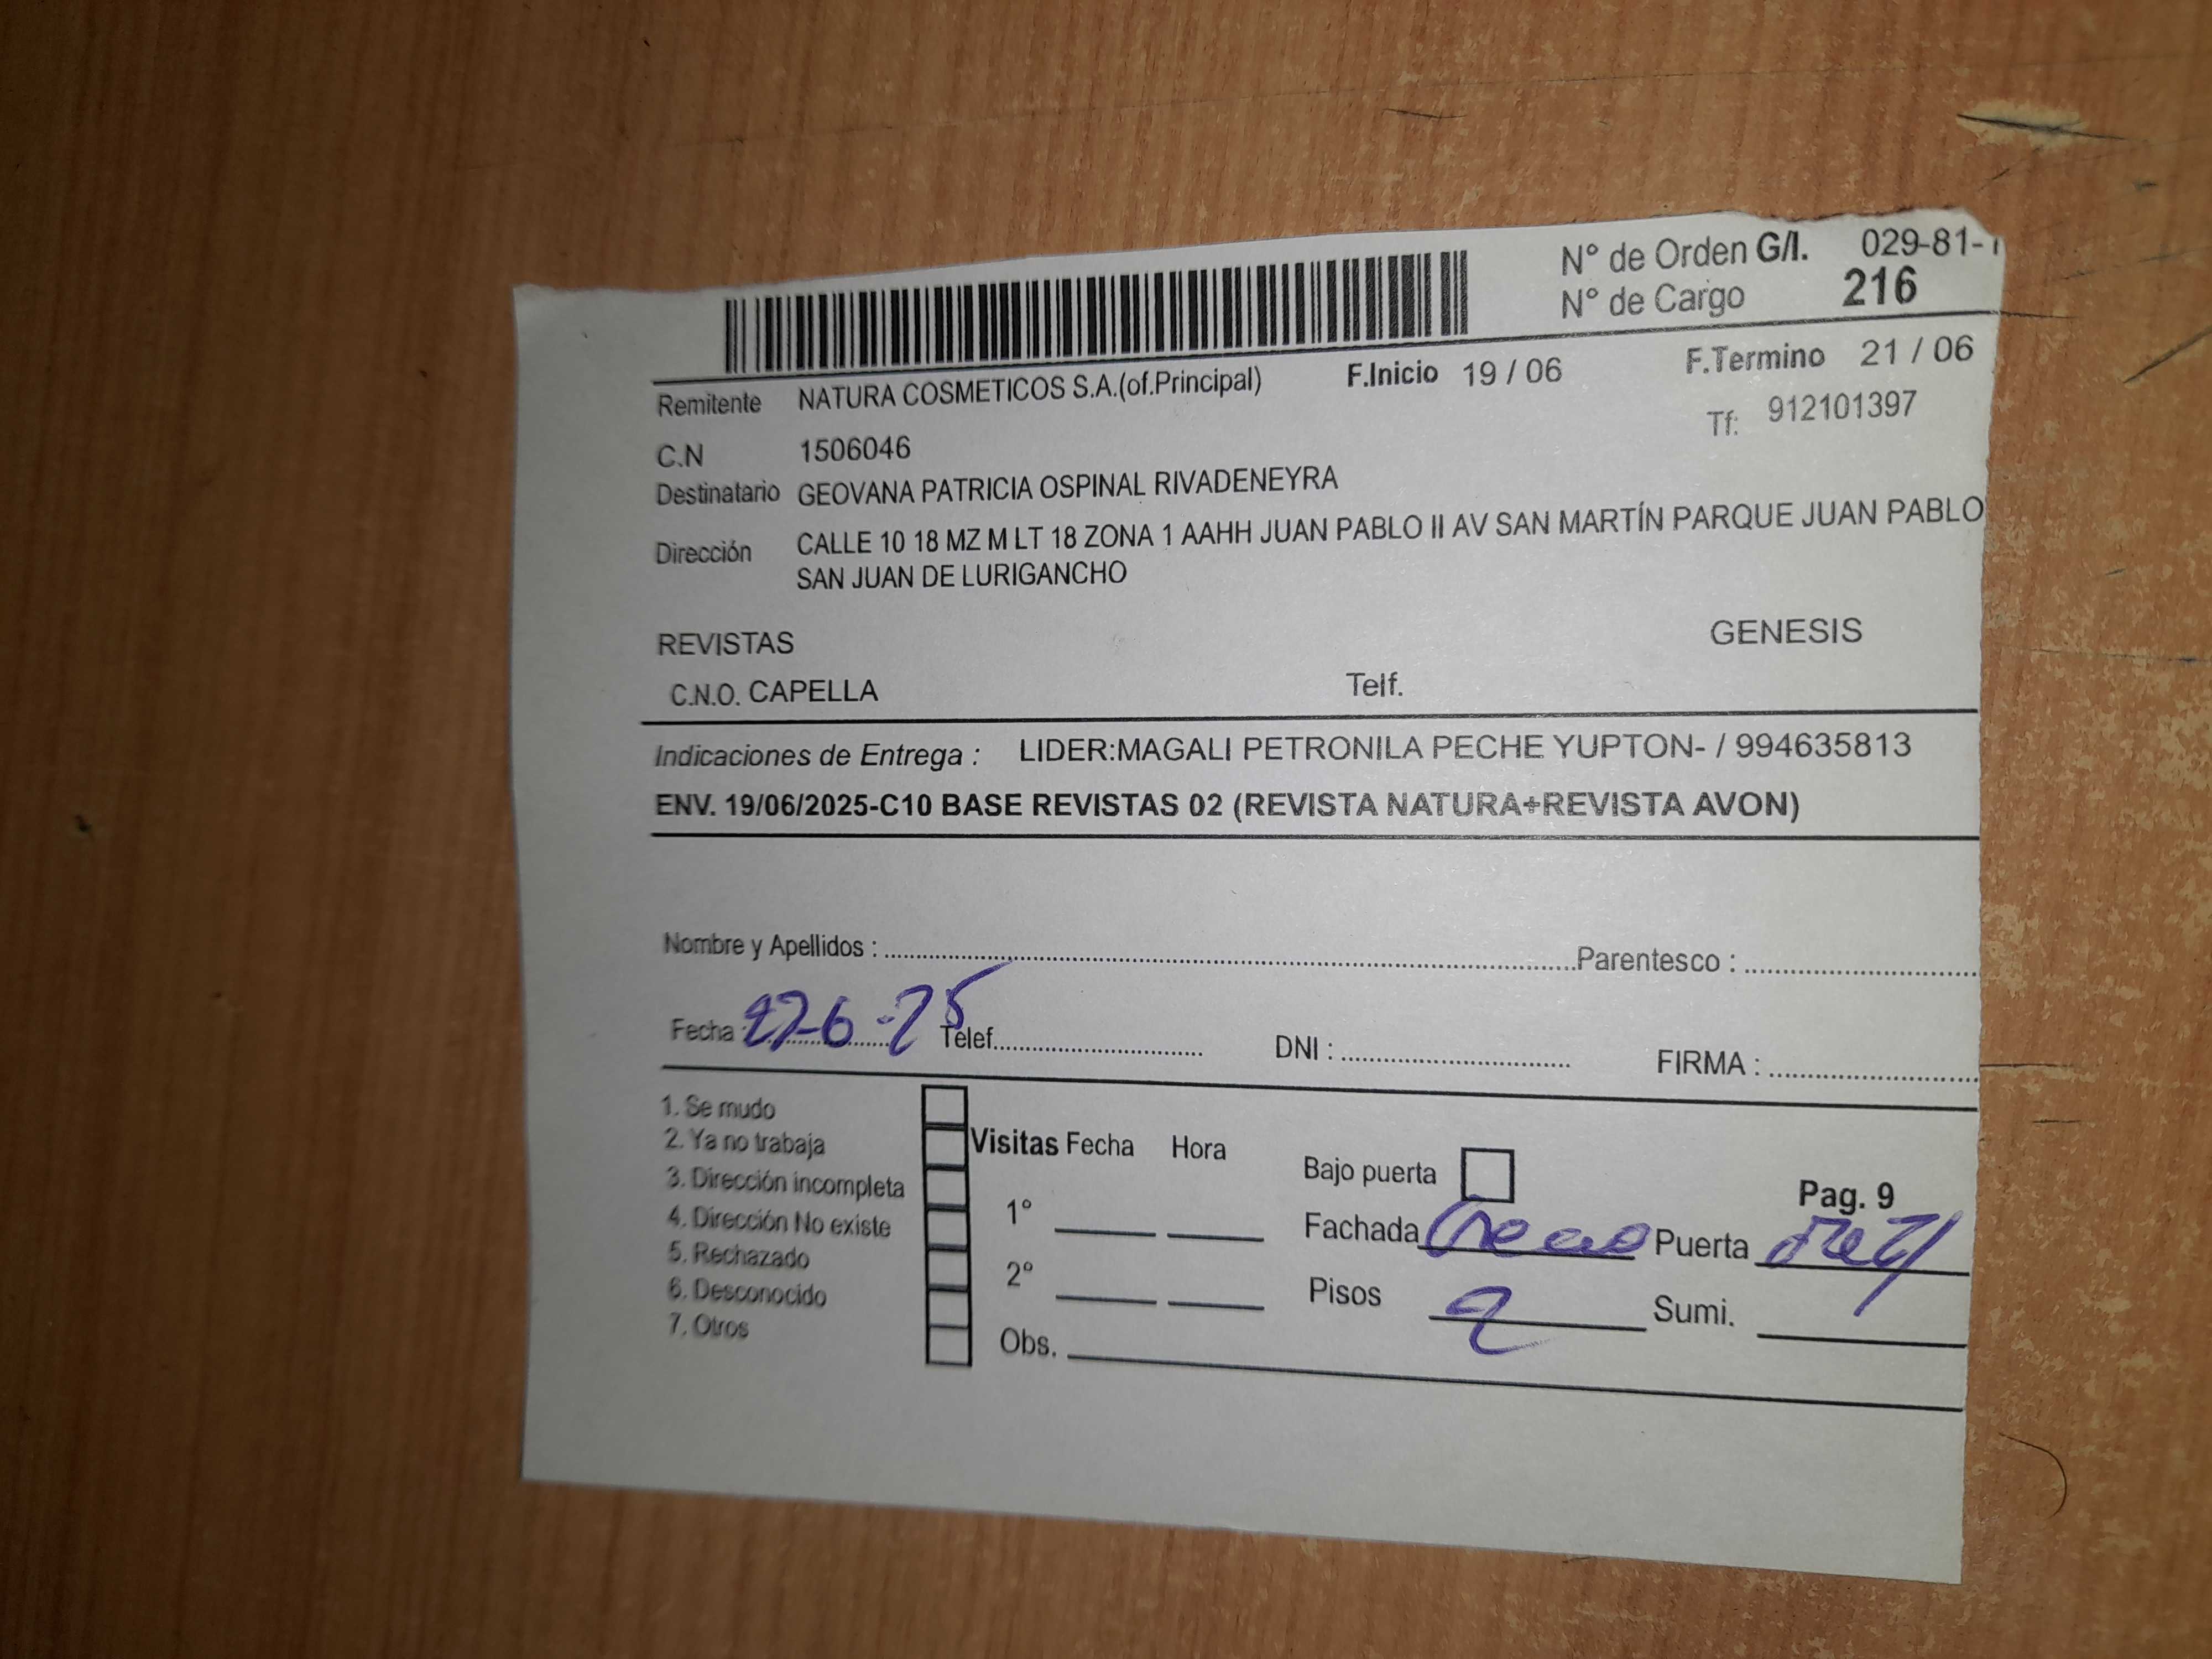 N° de Orden G/I. 029-81-
N° de Cargo 216
Remitente NATURA COSMETICOS S.A.(of.Principal) F.Inicio 19 / 06 F.Termino 21 / 06
Tf: 912101397
C.N 1506046
Destinatario GEOVANA PATRICIA OSPINAL RIVADENEYRA
Dirección CALLE 10 18 MZ M LT 18 ZONA 1 AAHH JUAN PABLO II AV SAN MARTÍN PARQUE JUAN PABLO
SAN JUAN DE LURIGANCHO
REVISTAS GENESIS
C.N.O. CAPELLA Telf.
Indicaciones de Entrega : LIDER:MAGALI PETRONILA PECHE YUPTON- / 994635813
ENV. 19/06/2025-C10 BASE REVISTAS 02 (REVISTA NATURA+REVISTA AVON)
Nombre y Apellidos : Parentesco :
Fecha : Telef. DNI : FIRMA :
1. Se mudo
2. Ya no trabaja
3. Dirección incompleta
4. Dirección No existe
5. Rechazado
6. Desconocido
7. Otros
Visitas Fecha Hora
1°
2°
Obs.
Bajo puerta
Pag. 9
Fachada Puerta
Pisos 2 Sumi.